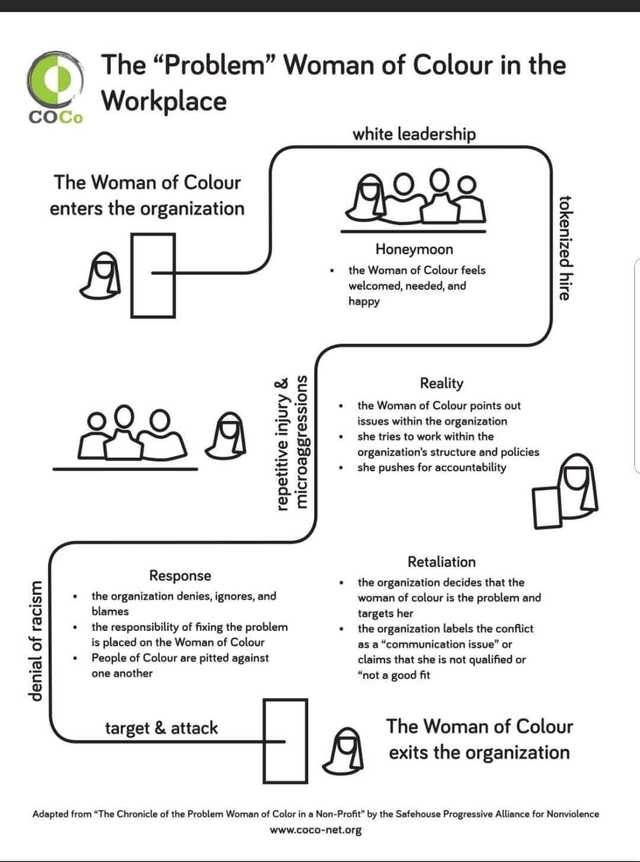 COCo
The “Problem” Woman of Colour in the
Workplace
white leadership
The Woman of Colour
enters the organization
tokenized hire
Honeymoon
• the Woman of Colour feels
welcomed, needed, and
happy
Reality
• the Woman of Colour points out
issues within the organization
• she tries to work within the
organization's structure and policies
• she pushes for accountability
repetitive injury &
microaggressions
Response
• the organization denies, ignores, and
blames
• the responsibility of fixing the problem
is placed on the Woman of Colour
• People of Colour are pitted against
one another
Retaliation
• the organization decides that the
woman of colour is the problem and
targets her
• the organization labels the conflict
as a “communication issue” or
claims that she is not qualified or
“not a good fit
denial of racism
target & attack
The Woman of Colour
exits the organization
Adapted from “The Chronicle of the Problem Woman of Color in a Non-Profit” by the Safehouse Progressive Alliance for Nonviolence
www.coco-net.org